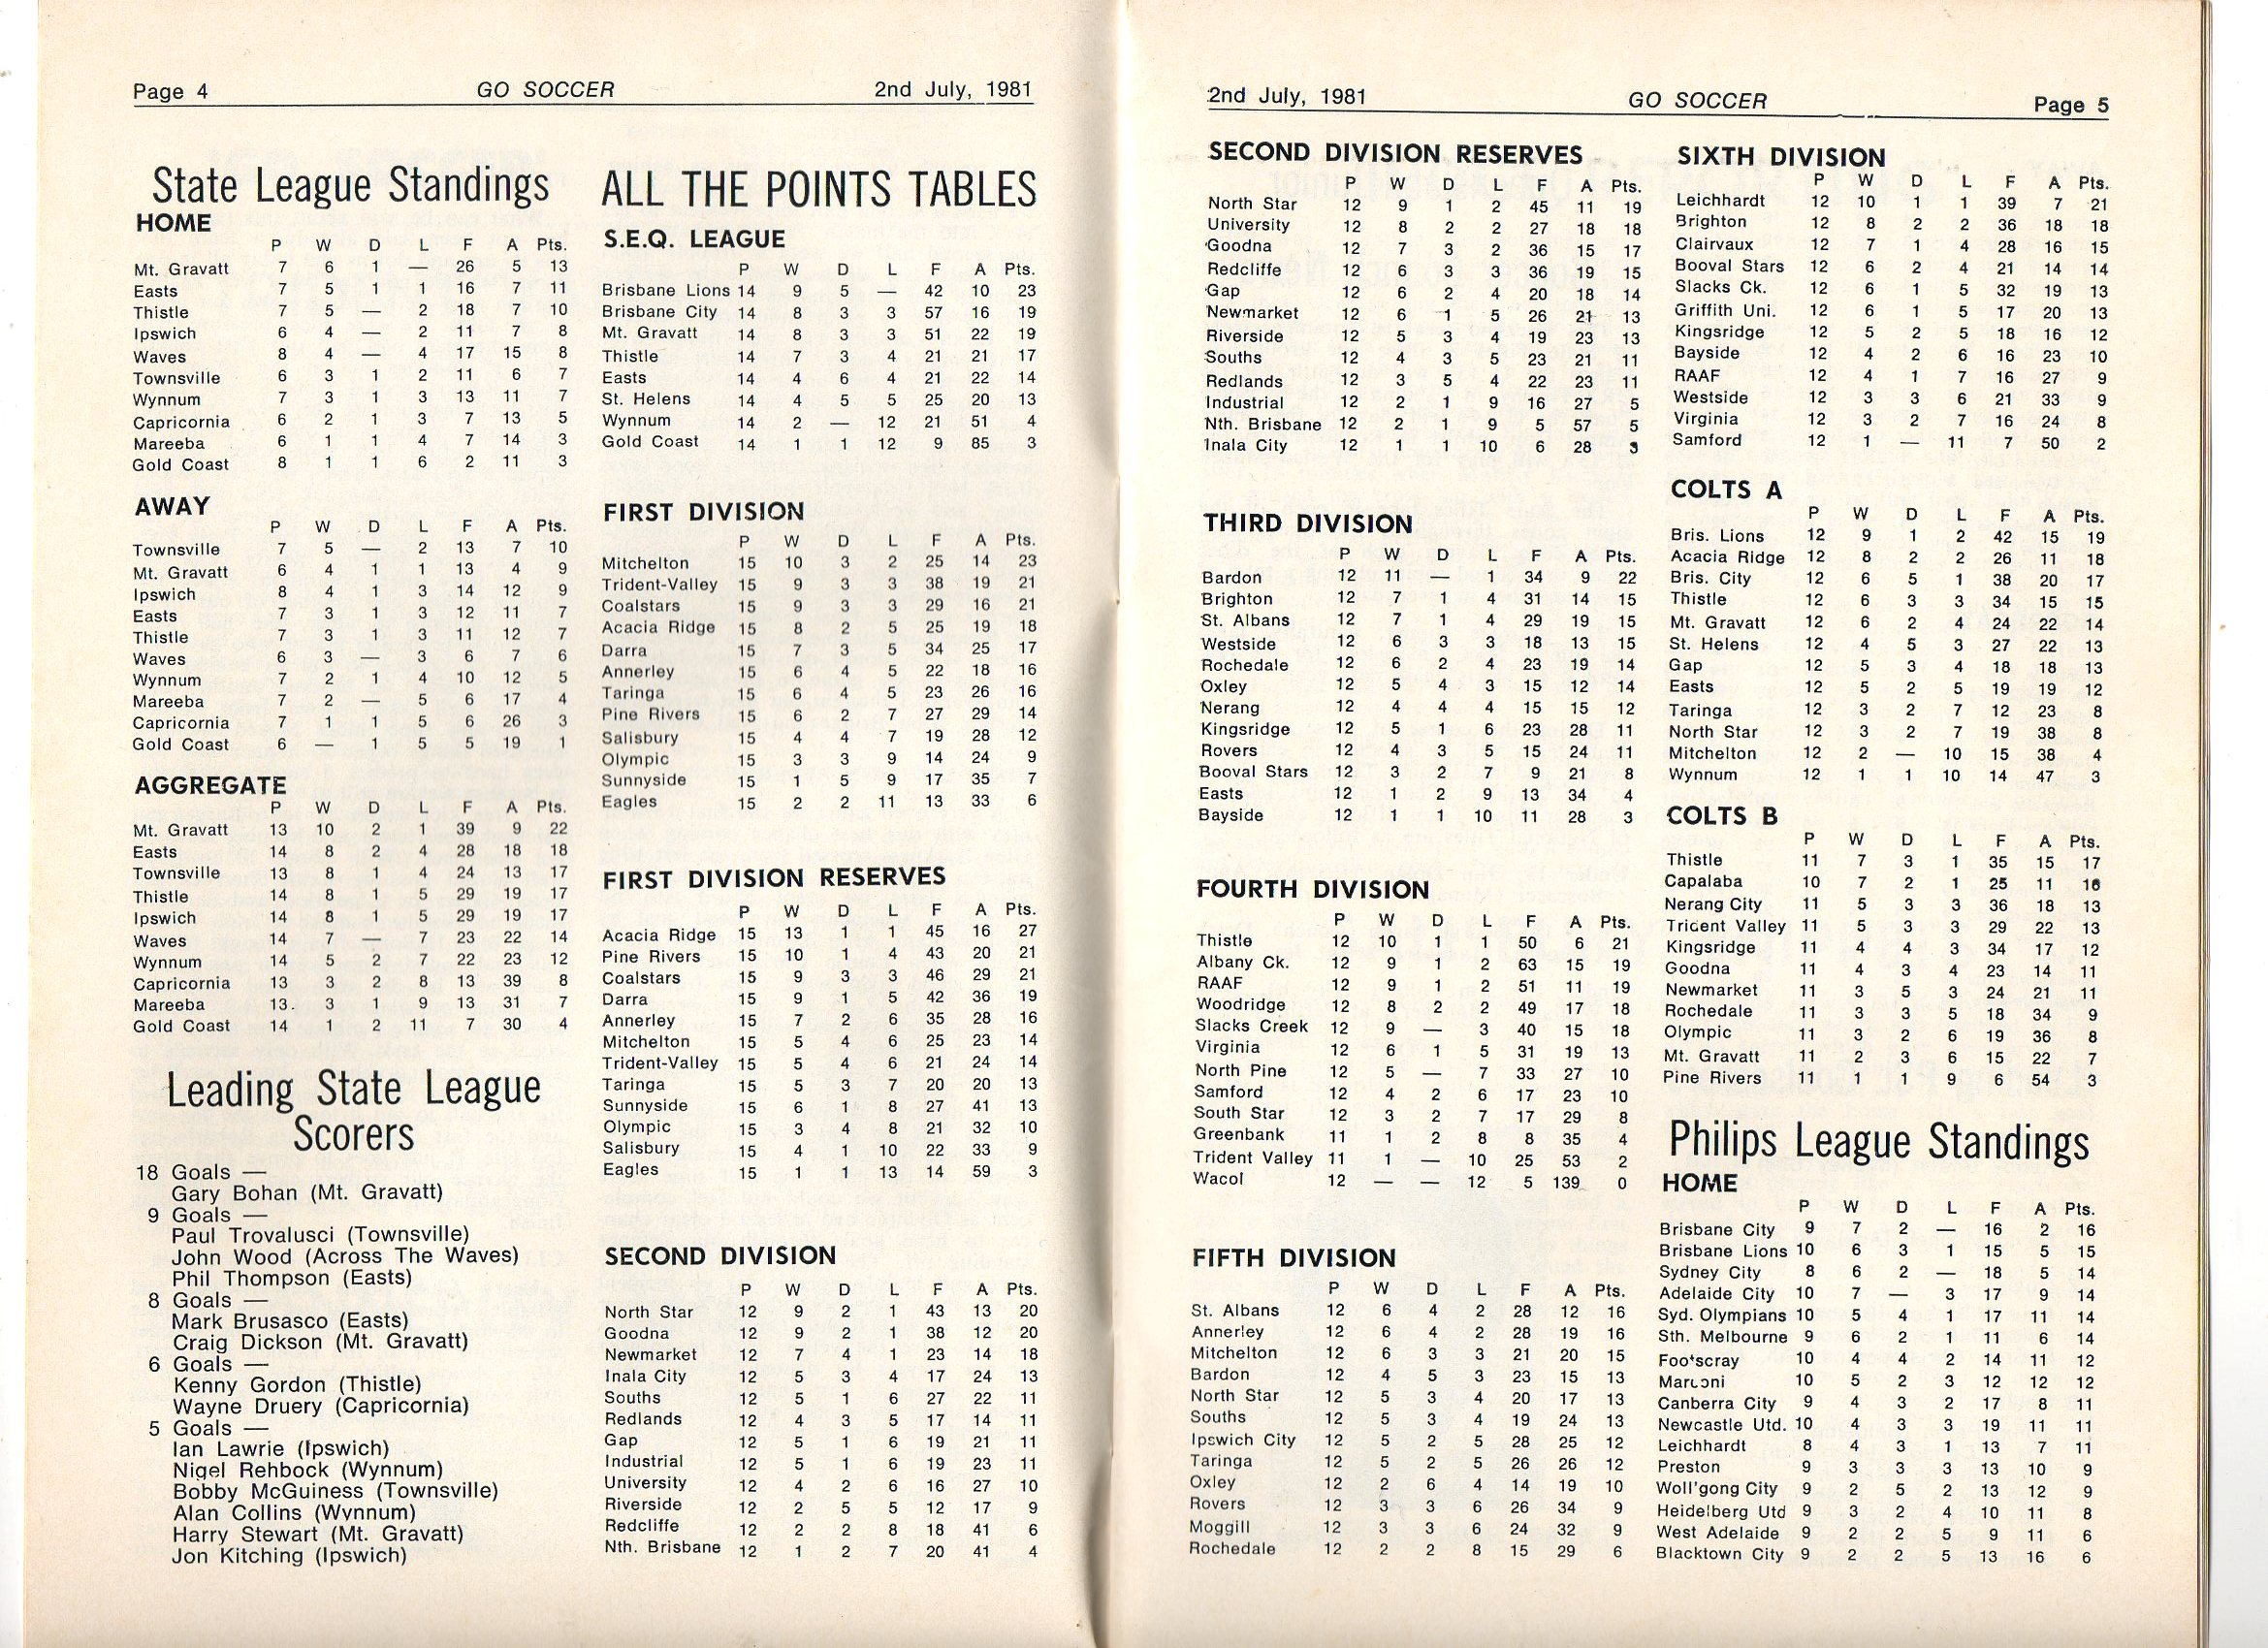 Page 4 GO SOCCER 2nd July, 1981
State League Standings
HOME
P W D L F A Pts.
Mt. Gravatt 7 6 1 — 26 5 13
Easts 7 5 1 1 16 7 11
Thistle 7 5 — 2 18 7 10
Ipswich 6 4 — 2 11 7 8
Waves 8 4 — 4 17 15 8
Townsville 6 3 1 2 11 6 7
Wynnum 7 3 1 3 13 11 7
Capricornia 6 2 1 3 7 13 5
Mareeba 6 1 1 4 7 14 3
Gold Coast 8 1 1 6 2 11 3
AWAY
P W D L F A Pts.
Townsville 7 5 — 2 13 7 10
Mt. Gravatt 6 4 1 1 13 4 9
Ipswich 8 4 1 3 14 12 9
Easts 7 3 1 3 12 11 7
Thistle 7 3 1 3 11 12 7
Waves 6 3 — 3 6 7 6
Wynnum 7 2 1 4 10 12 5
Mareeba 7 2 — 5 6 17 4
Capricornia 7 1 1 5 6 26 3
Gold Coast 6 — 1 5 5 19 1
AGGREGATE
P W D L F A Pts.
Mt. Gravatt 13 10 2 1 39 9 22
Easts 14 8 2 4 28 18 18
Townsville 13 8 1 4 24 13 17
Thistle 14 8 1 5 29 19 17
Ipswich 14 8 1 5 29 19 17
Waves 14 7 — 7 23 22 14
Wynnum 14 5 2 7 22 23 12
Capricornia 13 3 2 8 13 39 8
Mareeba 13. 3 1 9 13 31 7
Gold Coast 14 1 2 11 7 30 4
Leading State League
Scorers
18 Goals —
Gary Bohan (Mt. Gravatt)
9 Goals —
Paul Trovalusci (Townsville)
John Wood (Across The Waves)
Phil Thompson (Easts)
8 Goals —
Mark Brusasco (Easts)
Craig Dickson (Mt. Gravatt)
6 Goals —
Kenny Gordon (Thistle)
Wayne Druery (Capricornia)
5 Goals —
Ian Lawrie (Ipswich)
Nigel Rehbock (Wynnum)
Bobby McGuiness (Townsville)
Alan Collins (Wynnum)
Harry Stewart (Mt. Gravatt)
Jon Kitching (Ipswich)
ALL THE POINTS TABLES
S.E.Q. LEAGUE
P W D L F A Pts.
Brisbane Lions 14 9 5 — 42 10 23
Brisbane City 14 8 3 3 57 16 19
Mt. Gravatt 14 8 3 3 51 22 19
Thistle 14 7 3 4 21 21 17
Easts 14 4 6 4 21 22 14
St. Helens 14 4 5 5 25 20 13
Wynnum 14 2 — 12 21 51 4
Gold Coast 14 1 1 12 9 85 3
FIRST DIVISION
P W D L F A Pts.
Mitchelton 15 10 3 2 25 14 23
Trident-Valley 15 9 3 3 38 19 21
Coalstars 15 9 3 3 29 16 21
Acacia Ridge 15 8 2 5 25 19 18
Darra 15 7 3 5 34 25 17
Annerley 15 6 4 5 22 18 16
Taringa 15 6 4 5 23 26 16
Pine Rivers 15 6 2 7 27 29 14
Salisbury 15 4 4 7 19 28 12
Olympic 15 3 3 9 14 24 9
Sunnyside 15 1 5 9 17 35 7
Eagles 15 2 2 11 13 33 6
FIRST DIVISION RESERVES
P W D L F A Pts.
Acacia Ridge 15 13 1 1 45 16 27
Pine Rivers 15 10 1 4 43 20 21
Coalstars 15 9 3 3 46 29 21
Darra 15 9 1 5 42 36 19
Annerley 15 7 2 6 35 28 16
Mitchelton 15 5 4 6 25 23 14
Trident-Valley 15 5 4 6 21 24 14
Taringa 15 5 3 7 20 20 13
Sunnyside 15 6 1 8 27 41 13
Olympic 15 3 4 8 21 32 10
Salisbury 15 4 1 10 22 33 9
Eagles 15 1 1 13 14 59 3
SECOND DIVISION
P W D L F A Pts.
North Star 12 9 2 1 43 13 20
Goodna 12 9 2 1 38 12 20
Newmarket 12 7 4 1 23 14 18
Inala City 12 5 3 4 17 24 13
Souths 12 5 1 6 27 22 11
Redlands 12 4 3 5 17 14 11
Gap 12 5 1 6 19 21 11
Industrial 12 5 1 6 19 23 11
University 12 4 2 6 16 27 10
Riverside 12 2 5 5 12 17 9
Redcliffe 12 2 2 8 18 41 6
Nth. Brisbane 12 1 2 7 20 41 4
2nd July, 1981 GO SOCCER Page 5
SECOND DIVISION RESERVES
P W D L F A Pts.
North Star 12 9 1 2 45 11 19
University 12 8 2 2 27 18 18
Goodna 12 7 3 2 36 15 17
Redcliffe 12 6 3 3 36 19 15
Gap 12 6 2 4 20 18 14
Newmarket 12 6 1 5 26 21 13
Riverside 12 5 3 4 19 23 13
Souths 12 4 3 5 23 21 11
Redlands 12 3 5 4 22 23 11
Industrial 12 2 1 9 16 27 5
Nth. Brisbane 12 2 1 9 5 57 5
Inala City 12 1 1 10 6 28 3
THIRD DIVISION
P W D L F A Pts.
Bardon 12 11 — 1 34 9 22
Brighton 12 7 1 4 31 14 15
St. Albans 12 7 1 4 29 19 15
Westside 12 6 3 3 18 13 15
Rochedale 12 6 2 4 23 19 14
Oxley 12 5 4 3 15 12 14
Nerang 12 4 4 4 15 15 12
Kingsridge 12 5 1 6 23 28 11
Rovers 12 4 3 5 15 24 11
Booval Stars 12 3 2 7 9 21 8
Easts 12 1 2 9 13 34 4
Bayside 12 1 1 10 11 28 3
FOURTH DIVISION
P W D L F A Pts.
Thistle 12 10 1 1 50 6 21
Albany Ck. 12 9 1 2 63 15 19
RAAF 12 9 1 2 51 11 19
Woodridge 12 8 2 2 49 17 18
Slacks Creek 12 9 — 3 40 15 18
Virginia 12 6 1 5 31 19 13
North Pine 12 5 — 7 33 27 10
Samford 12 4 2 6 17 23 10
South Star 12 3 2 7 17 29 8
Greenbank 11 1 2 8 8 35 4
Trident Valley 11 1 — 10 25 53 2
Wacol 12 — — 12 5 139 0
FIFTH DIVISION
P W D L F A Pts.
St. Albans 12 6 4 2 28 12 16
Annerley 12 6 4 2 28 19 16
Mitchelton 12 6 3 3 21 20 15
Bardon 12 4 5 3 23 15 13
North Star 12 5 3 4 20 17 13
Souths 12 5 3 4 19 24 13
Ipswich City 12 5 2 5 28 25 12
Taringa 12 5 2 5 26 26 12
Oxley 12 2 6 4 14 19 10
Rovers 12 3 3 6 26 34 9
Moggill 12 3 3 6 24 32 9
Rochedale 12 2 2 8 15 29 6
SIXTH DIVISION
P W D L F A Pts.
Leichhardt 12 10 1 1 39 7 21
Brighton 12 8 2 2 36 18 18
Clairvaux 12 7 1 4 28 16 15
Booval Stars 12 6 2 4 21 14 14
Slacks Ck. 12 6 1 5 32 19 13
Griffith Uni. 12 6 1 5 17 20 13
Kingsridge 12 5 2 5 18 16 12
Bayside 12 4 2 6 16 23 10
RAAF 12 4 1 7 16 27 9
Westside 12 3 3 6 21 33 9
Virginia 12 3 2 7 16 24 8
Samford 12 1 — 11 7 50 2
COLTS A
P W D L F A Pts.
Bris. Lions 12 9 1 2 42 15 19
Acacia Ridge 12 8 2 2 26 11 18
Bris. City 12 6 5 1 38 20 17
Thistle 12 6 3 3 34 15 15
Mt. Gravatt 12 6 2 4 24 22 14
St. Helens 12 4 5 3 27 22 13
Gap 12 5 3 4 18 18 13
Easts 12 5 2 5 19 19 12
Taringa 12 3 2 7 12 23 8
North Star 12 3 2 7 19 38 8
Mitchelton 12 2 — 10 15 38 4
Wynnum 12 1 1 10 14 47 3
COLTS B
P W D L F A Pts.
Thistle 11 7 3 1 35 15 17
Capalaba 10 7 2 1 25 11 16
Nerang City 11 5 3 3 36 18 13
Trident Valley 11 5 3 3 29 22 13
Kingsridge 11 4 4 3 34 17 12
Goodna 11 4 3 4 23 14 11
Newmarket 11 3 5 3 24 21 11
Rochedale 11 3 3 5 18 34 9
Olympic 11 3 2 6 19 36 8
Mt. Gravatt 11 2 3 6 15 22 7
Pine Rivers 11 1 1 9 6 54 3
Philips League Standings
HOME
P W D L F A Pts.
Brisbane City 9 7 2 — 16 2 16
Brisbane Lions 10 6 3 1 15 5 15
Sydney City 8 6 2 — 18 5 14
Adelaide City 10 7 — 3 17 9 14
Syd. Olympians 10 5 4 1 17 11 14
Sth. Melbourne 9 6 2 1 11 6 14
Footscray 10 4 4 2 14 11 12
Marconi 10 5 2 3 12 12 12
Canberra City 9 4 3 2 17 8 11
Newcastle Utd. 10 4 3 3 19 11 11
Leichhardt 8 4 3 1 13 7 11
Preston 9 3 3 3 13 10 9
Woll'gong City 9 2 5 2 13 12 9
Heidelberg Utd 9 3 2 4 10 11 8
West Adelaide 9 2 2 5 9 11 6
Blacktown City 9 2 2 5 13 16 6